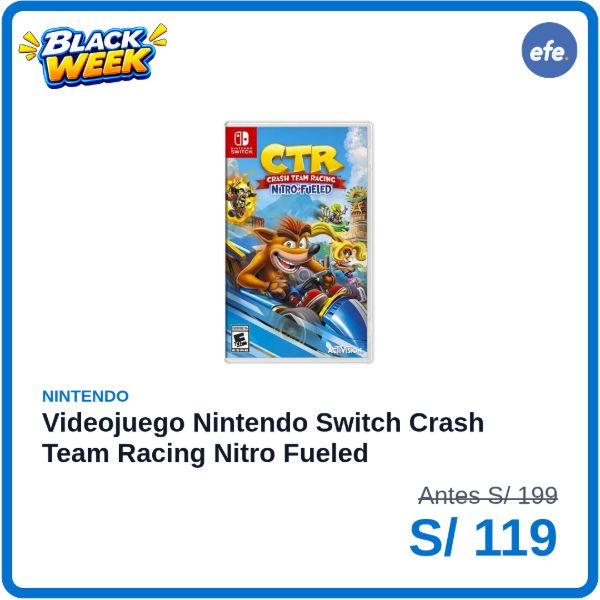 BLACK
WEEK
efe.
NINTENDO
SWITCH
CTR
CRASH TEAM RACING
NITRO-FUELED
E
ACTIVISION
NINTENDO
Videojuego Nintendo Switch Crash
Team Racing Nitro Fueled
Antes S/ 199
S/ 119